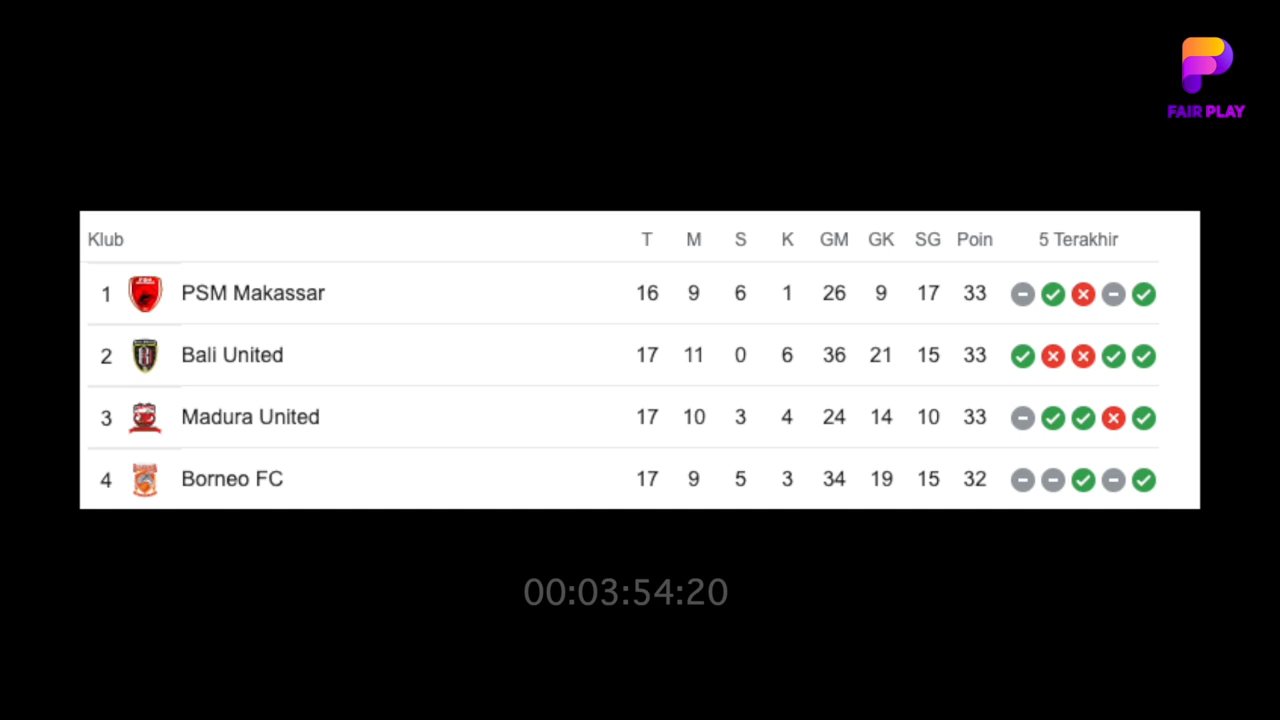 FAIR PLAY
Klub T M S K GM GK SG Poin 5 Terakhir
1 PSM Makassar 16 9 6 1 26 9 17 33
2 Bali United 17 11 0 6 36 21 15 33
3 Madura United 17 10 3 4 24 14 10 33
4 Borneo FC 17 9 5 3 34 19 15 32
00:03:54:20